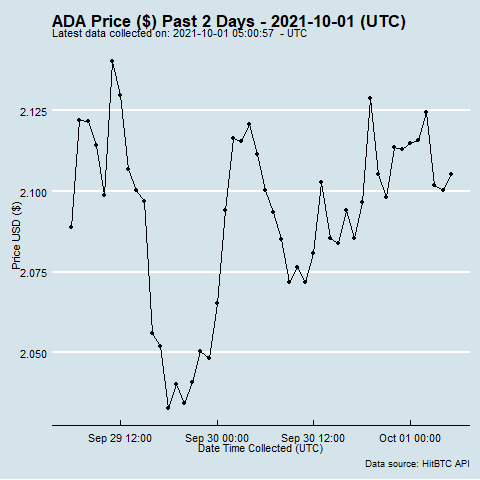 ADA Price ($) Past 2 Days - 2021-10-01 (UTC)
Latest data collected on: 2021-10-01 05:00:57 - UTC
Price USD ($)
2.125
2.100
2.075
2.050
Sep 29 12:00
Sep 30 00:00
Sep 30 12:00
Oct 01 00:00
Date Time Collected (UTC)
Data source: HitBTC API